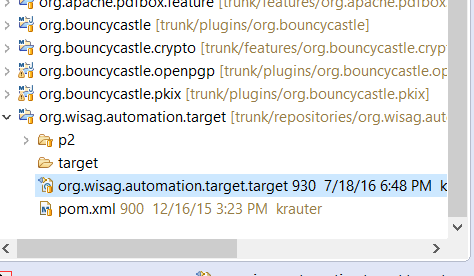 org.apache.pdfbox.feature [trunk/features/org.apache
org.bouncycastle [trunk/plugins/org.bouncycastle]
org.bouncycastle.crypto [trunk/features/org.bouncycastle.cryp
org.bouncycastle.openpgp [trunk/plugins/org.bouncycastle.op
org.bouncycastle.pkix [trunk/plugins/org.bouncycastle.pkix]
org.wisag.automation.target [trunk/repositories/org.wisag.aut
p2
target
org.wisag.automation.target.target 930 7/18/16 6:48 PM k
pom.xml 900 12/16/15 3:23 PM krauter